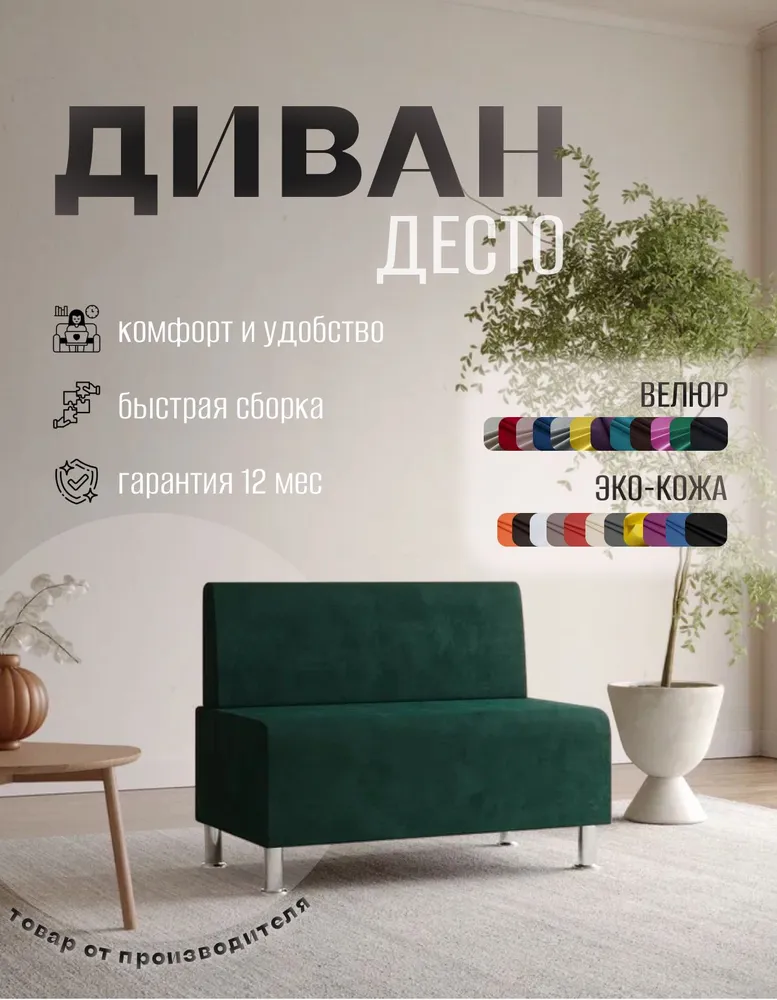 ДИВАН
ДЕСТО
комфорт и удобство
быстрая сборка
гарантия 12 мес
ВЕЛЮР
ЭКО-КОЖА
товар от производителя